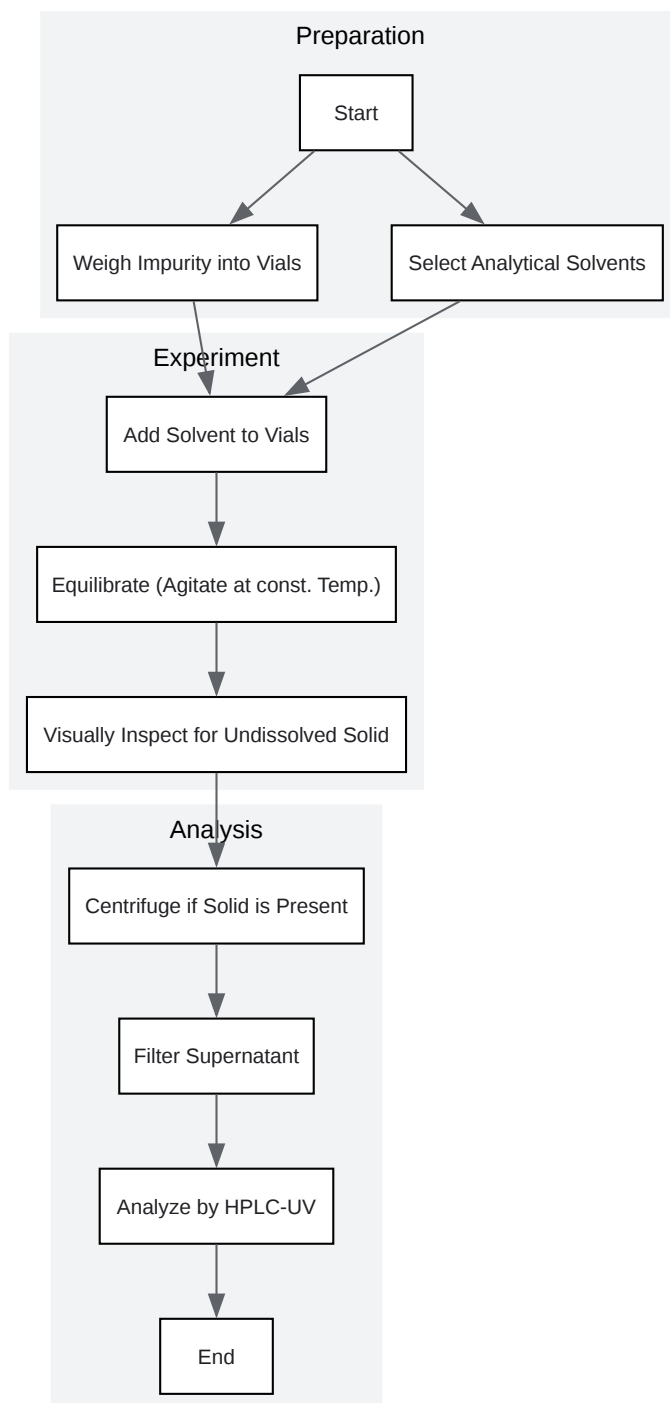 Preparation
Start
Weigh Impurity into Vials
Select Analytical Solvents
Experiment
Add Solvent to Vials
Equilibrate (Agitate at const. Temp.)
Visually Inspect for Undissolved Solid
Analysis
Centrifuge if Solid is Present
Filter Supernatant
Analyze by HPLC-UV
End